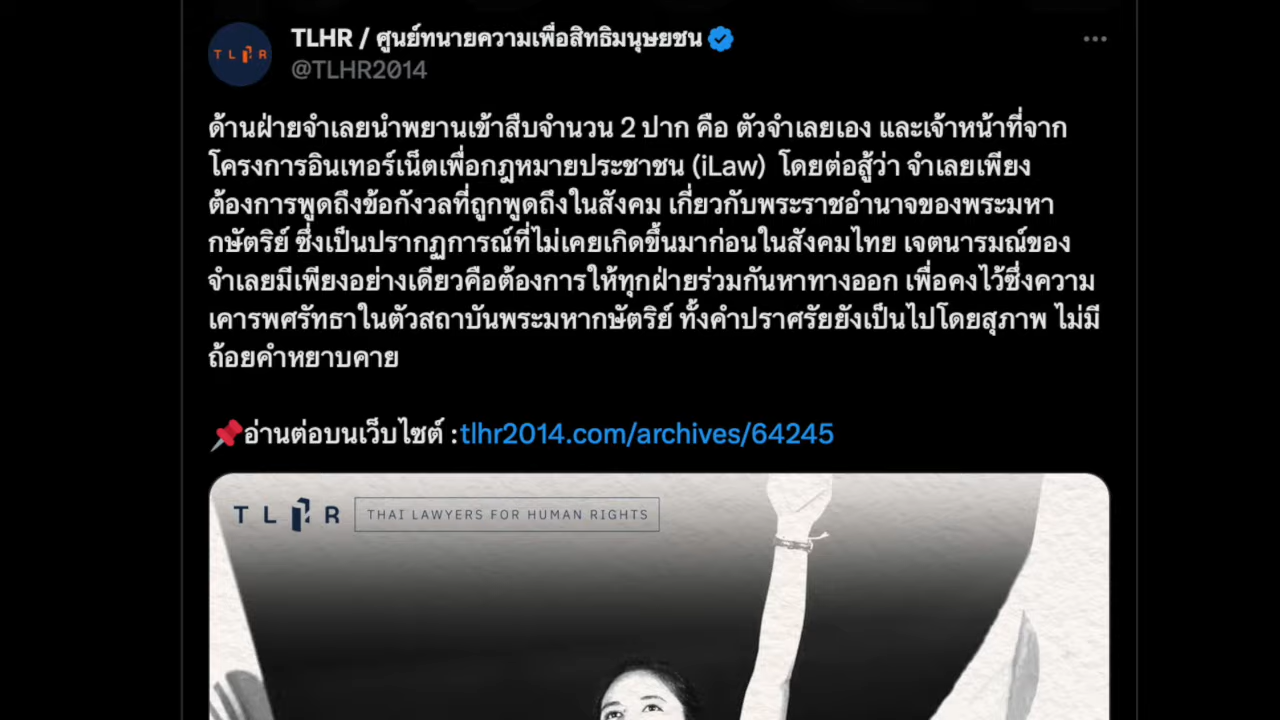 TLHR
TLHR / ศูนย์ทนายความเพื่อสิทธิมนุษยชน
@TLHR2014
ด้านฝ่ายจำเลยนำพยานเข้าสืบจำนวน 2 ปาก คือ ตัวจำเลยเอง และเจ้าหน้าที่จาก
โครงการอินเทอร์เน็ตเพื่อกฎหมายประชาชน (iLaw) โดยต่อสู้ว่า จำเลยเพียง
ต้องการพูดถึงข้อกังวลที่ถูกพูดถึงในสังคม เกี่ยวกับพระราชอำนาจของพระมหา
กษัตริย์ ซึ่งเป็นปรากฏการณ์ที่ไม่เคยเกิดขึ้นมาก่อนในสังคมไทย เจตนารมณ์ของ
จำเลยมีเพียงอย่างเดียวคือต้องการให้ทุกฝ่ายร่วมกันหาทางออก เพื่อคงไว้ซึ่งความ
เคารพศรัทธาในตัวสถาบันพระมหากษัตริย์ ทั้งคำปราศรัยยังเป็นไปโดยสุภาพ ไม่มี
ถ้อยคำหยาบคาย
📌อ่านต่อบนเว็บไซต์ :tlhr2014.com/archives/64245
TLHR THAI LAWYERS FOR HUMAN RIGHTS